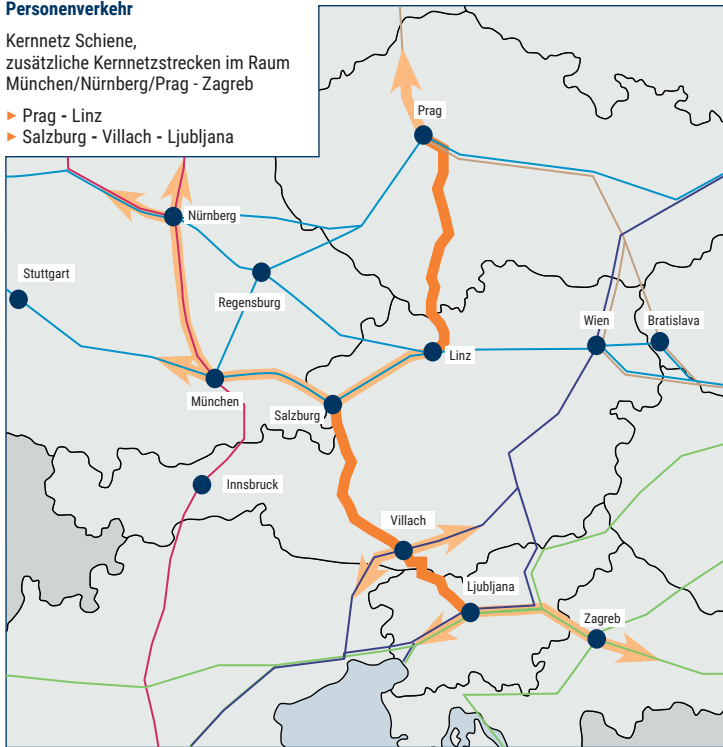 Personenverkehr
Kernnetz Schiene,
zusätzliche Kernnetzstrecken im Raum
München/Nürnberg/Prag - Zagreb
► Prag - Linz
► Salzburg - Villach - Ljubljana
Prag
Nürnberg
Stuttgart
Regensburg
Wien
Bratislava
Linz
München
Salzburg
Innsbruck
Villach
Ljubljana
Zagreb